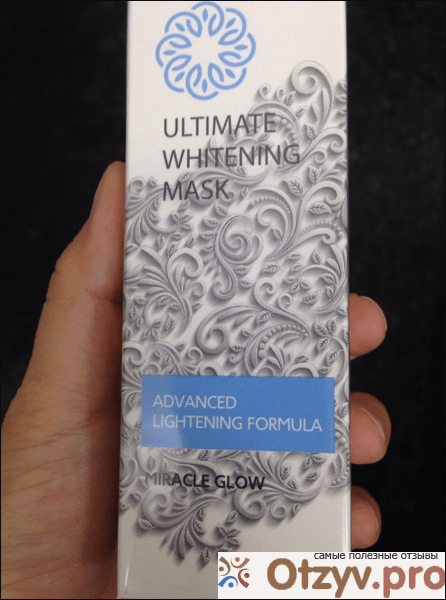 ULTIMATE
WHITENING
MASK
ADVANCED
LIGHTENING FORMULA
MIRACLE GLOW
самые полезные отзывы
Otzyv.pro